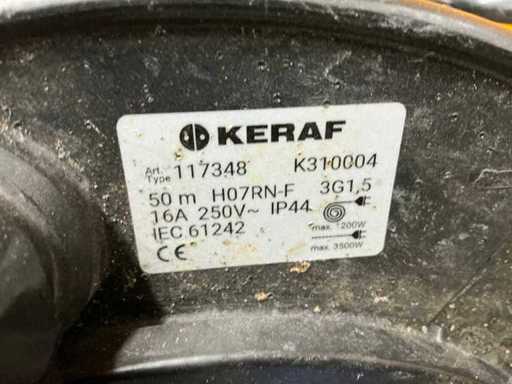 KERAF
Art. Type 117348 K310004
50 m H07RN-F 3G1,5
16A 250V~ IP44
max. 1200W
IEC 61242
max. 3500W
CE